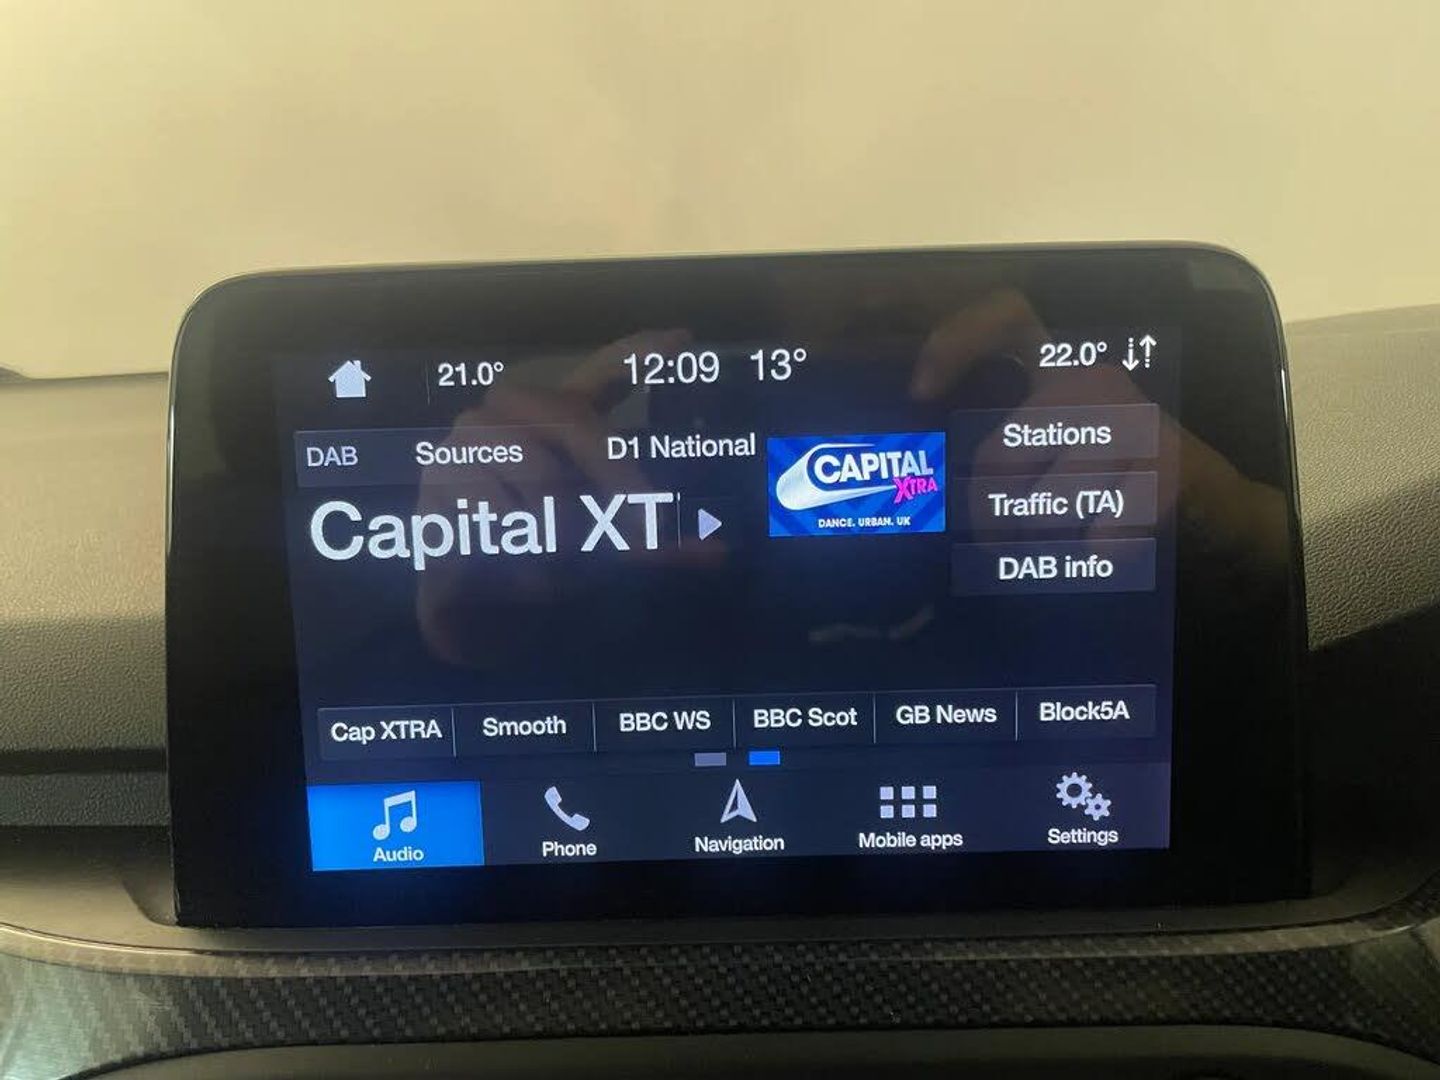 21.0° 12:09 13° 22.0°
DAB Sources D1 National
Capital XT
CAPITAL
XTRA
DANCE. URBAN. UK
Stations
Traffic (TA)
DAB info
Cap XTRA Smooth BBC WS BBC Scot GB News Block5A
Audio Phone Navigation Mobile apps Settings